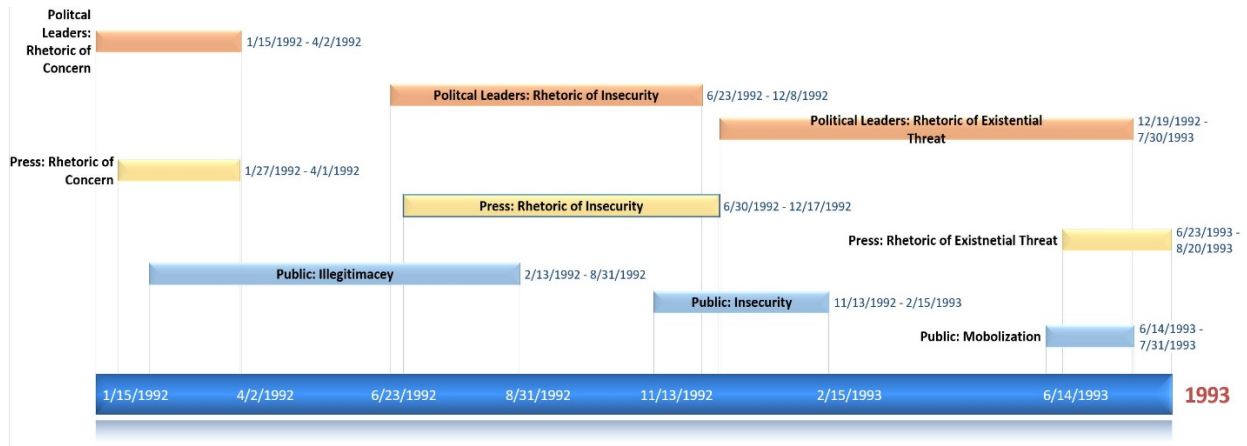 Politcal
Leaders:
Rhetoric of
Concern
1/15/1992 - 4/2/1992
Politcal Leaders: Rhetoric of Insecurity
6/23/1992 - 12/8/1992
Political Leaders: Rhetoric of Existential
Threat
12/19/1992 -
7/30/1993
Press: Rhetoric of
Concern
1/27/1992 - 4/1/1992
Press: Rhetoric of Insecurity
6/30/1992 - 12/17/1992
Press: Rhetoric of Existnetial Threat
6/23/1993 -
8/20/1993
Public: Illegitimacey
2/13/1992 - 8/31/1992
Public: Insecurity
11/13/1992 - 2/15/1993
Public: Mobolization
6/14/1993 -
7/31/1993
1/15/1992 4/2/1992 6/23/1992 8/31/1992 11/13/1992 2/15/1993 6/14/1993 1993